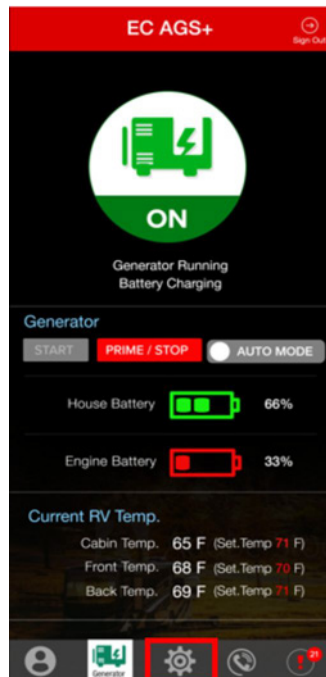 EC AGS+
Sign Out
ON
Generator Running
Battery Charging
Generator
START PRIME / STOP AUTO MODE
House Battery 66%
Engine Battery 33%
Current RV Temp.
Cabin Temp. 65 F (Set.Temp 71 F)
Front Temp. 68 F (Set.Temp 70 F)
Back Temp. 69 F (Set.Temp 71 F)
Generator
21